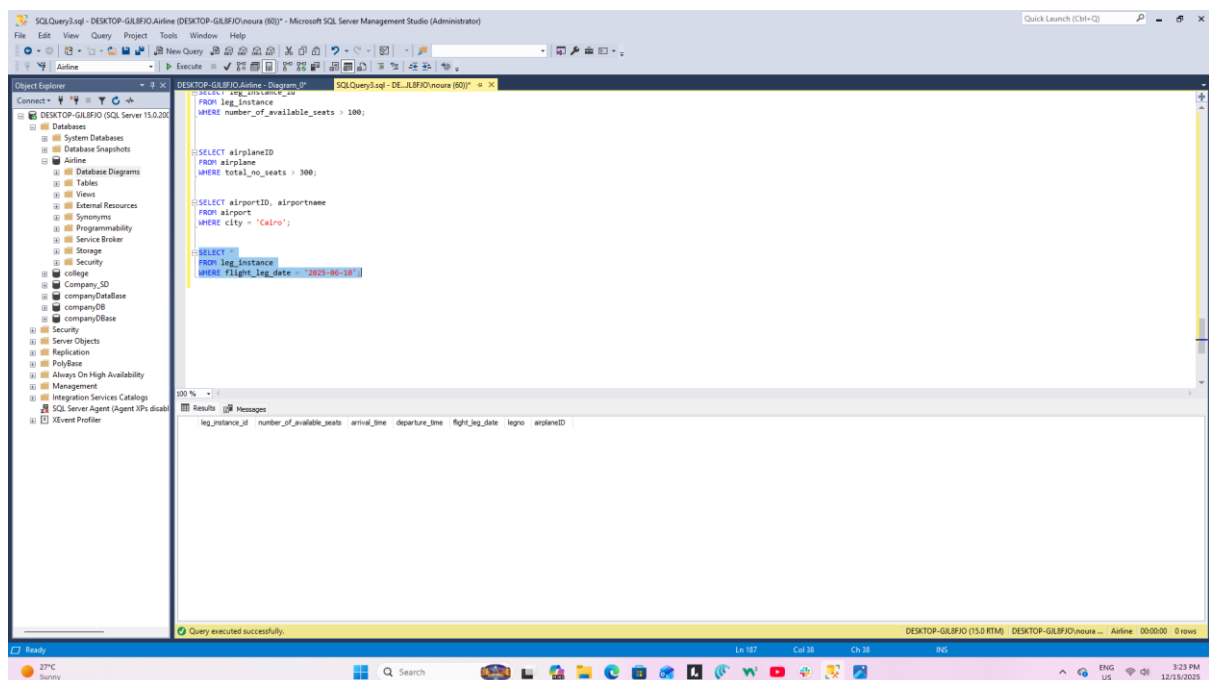 SQLQuery3.sql - DESKTOP-GJL8FJO.Airline (DESKTOP-GJL8FJO\noura (60))* - Microsoft SQL Server Management Studio (Administrator)
Quick Launch (Ctrl+Q)
File Edit View Query Project Tools Window Help
New Query
Airline
Execute
Object Explorer
DESKTOP-GJL8FJO.Airline - Diagram_0*
SQLQuery3.sql - DE...JL8FJO\noura (60))*
Connect
DESKTOP-GJL8FJO (SQL Server 15.0.200
Databases
System Databases
Database Snapshots
Airline
Database Diagrams
Tables
Views
External Resources
Synonyms
Programmability
Service Broker
Storage
Security
college
Company_SD
companyDataBase
companyDB
companyDBase
Security
Server Objects
Replication
PolyBase
Always On High Availability
Management
Integration Services Catalogs
SQL Server Agent (Agent XPs disabl
XEvent Profiler
SELECT leg_instance_id
FROM leg_instance
WHERE number_of_available_seats > 100;
SELECT airplaneID
FROM airplane
WHERE total_no_seats > 300;
SELECT airportID, airportname
FROM airport
WHERE city = 'Cairo';
SELECT *
FROM leg_instance
WHERE flight_leg_date = '2025-06-10';
100 %
Results Messages
leg_instance_id number_of_available_seats arrival_time departure_time flight_leg_date legno airplaneID
Query executed successfully.
DESKTOP-GJL8FJO (15.0 RTM) DESKTOP-GJL8FJO\noura ... Airline 00:00:00 0 rows
Ready
Ln 187 Col 38 Ch 38 INS
27°C
Sunny
Search
ENG
US
3:23 PM
12/15/2025